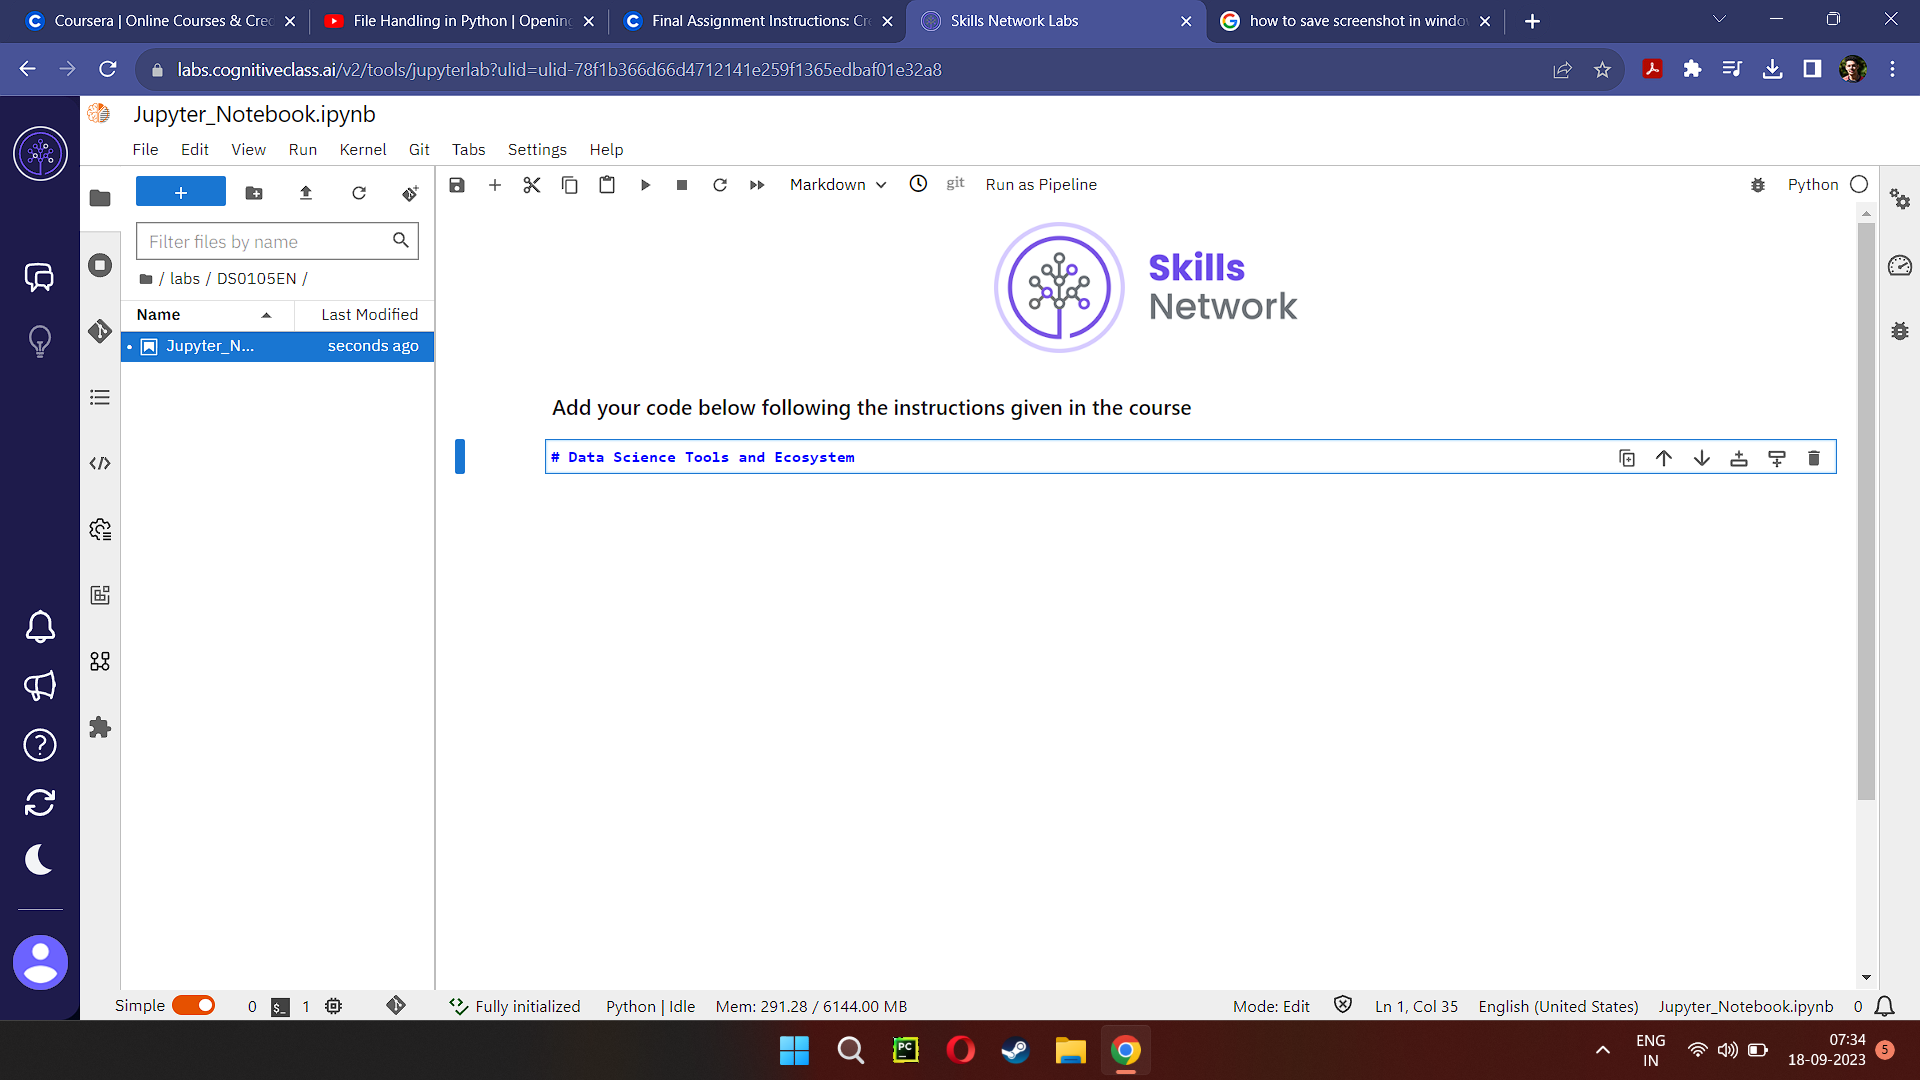 Coursera | Online Courses & Cre
File Handling in Python | Opening
Final Assignment Instructions: Cr
Skills Network Labs
how to save screenshot in windo
labs.cognitiveclass.ai/v2/tools/jupyterlab?ulid=ulid-78f1b366d66d4712141e259f1365edbaf01e32a8
Jupyter_Notebook.ipynb
File Edit View Run Kernel Git Tabs Settings Help
Markdown git Run as Pipeline Python
Filter files by name
/ labs / DS0105EN /
Name Last Modified
Jupyter_N... seconds ago
Skills
Network
Add your code below following the instructions given in the course
# Data Science Tools and Ecosystem
Simple 0 $_ 1 Fully initialized Python | Idle Mem: 291.28 / 6144.00 MB Mode: Edit Ln 1, Col 35 English (United States) Jupyter_Notebook.ipynb 0
PC
ENG
IN
07:34
18-09-2023
5